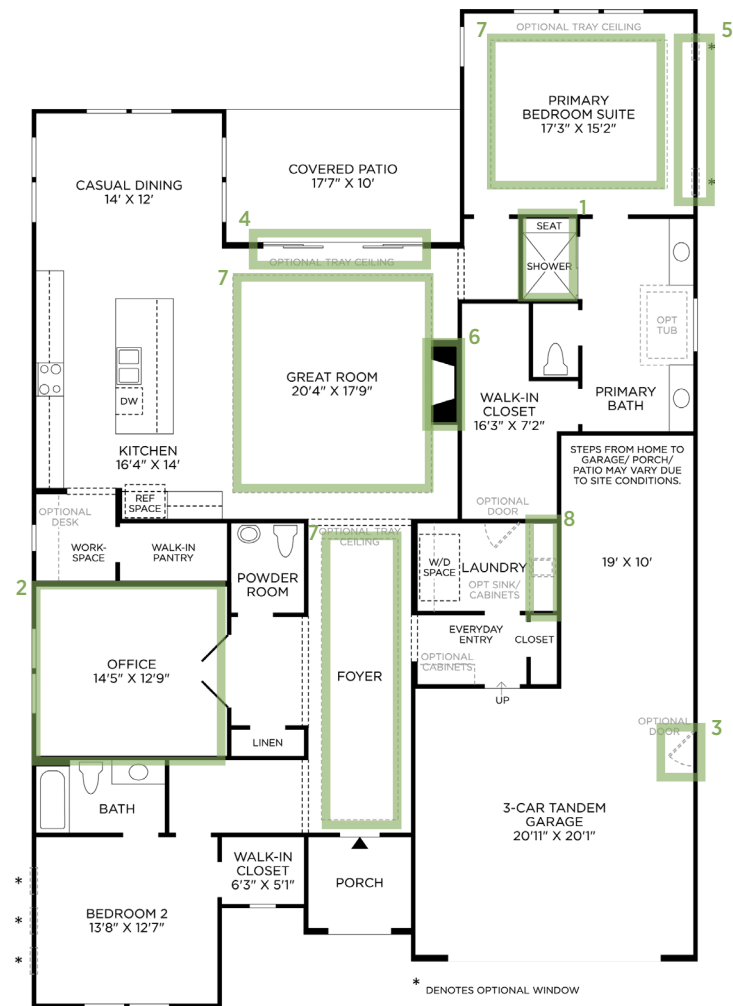 7
OPTIONAL TRAY CEILING
5
*
PRIMARY
BEDROOM SUITE
17'3" X 15'2"
*
CASUAL DINING
14' X 12'
COVERED PATIO
17'7" X 10'
4
OPTIONAL TRAY CEILING
1
SEAT
SHOWER
7
GREAT ROOM
20'4" X 17'9"
6
OPT
TUB
DW
WALK-IN
CLOSET
16'3" X 7'2"
PRIMARY
BATH
KITCHEN
16'4" X 14'
REF
SPACE
STEPS FROM HOME TO
GARAGE/ PORCH/
PATIO MAY VARY DUE
TO SITE CONDITIONS.
OPTIONAL
DESK
WORK-
SPACE
WALK-IN
PANTRY
7
OPTIONAL TRAY
CEILING
OPTIONAL
DOOR
8
W/D
SPACE
LAUNDRY
OPT SINK/
CABINETS
19' X 10'
POWDER
ROOM
2
OFFICE
14'5" X 12'9"
FOYER
EVERYDAY
ENTRY
CLOSET
OPTIONAL
CABINETS
UP
LINEN
OPTIONAL
DOOR
3
BATH
3-CAR TANDEM
GARAGE
20'11" X 20'1"
WALK-IN
CLOSET
6'3" X 5'1"
PORCH
*
*
*
BEDROOM 2
13'8" X 12'7"
* DENOTES OPTIONAL WINDOW